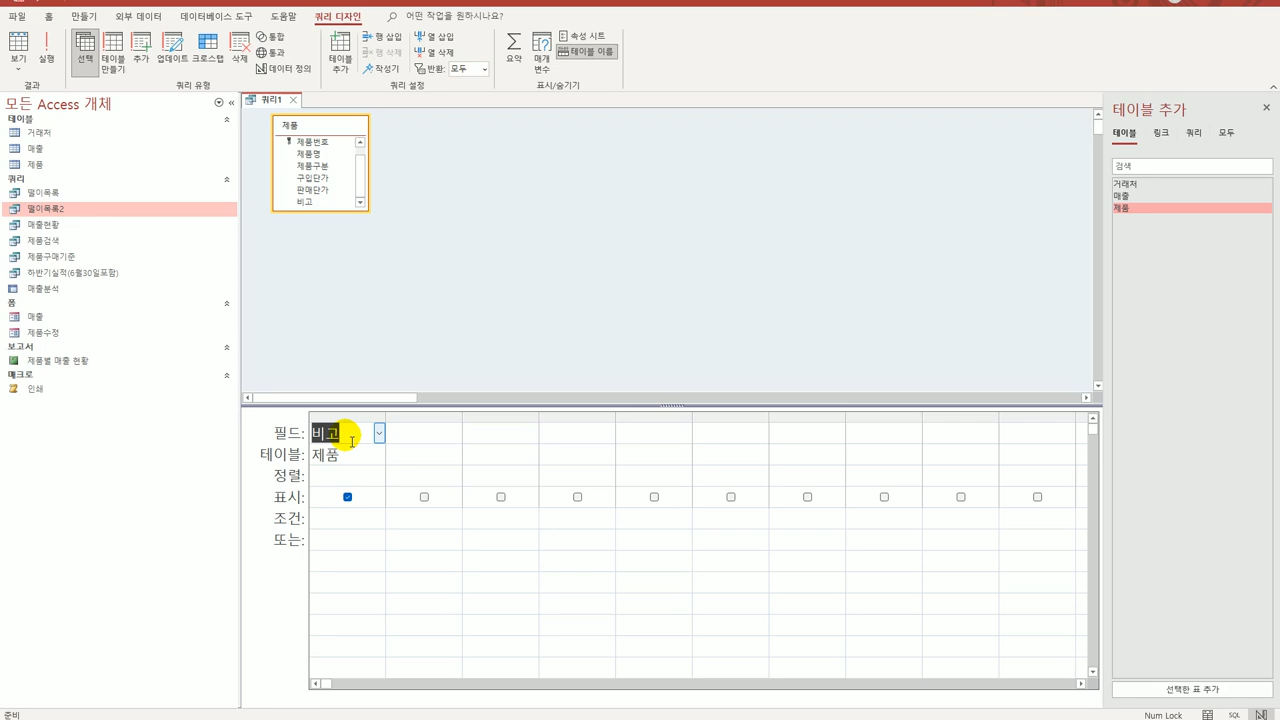 파일 홈 만들기 외부 데이터 데이터베이스 도구 도움말 쿼리 디자인 어떤 작업을 원하시나요?
보기 실행 선택 테이블 만들기 추가 업데이트 크로스탭 삭제 통합 통과 데이터 정의 테이블 추가 행 삽입 행 삭제 작성기 열 삽입 열 삭제 반환: 모두 요약 매개 변수 속성 시트 테이블 이름
결과 쿼리 유형 쿼리 설정 표시/숨기기
모든 Access 개체
테이블
거래처
매출
제품
쿼리
떨이목록
떨이목록2
매출현황
제품검색
제품구매기준
하반기실적(6월30일포함)
매출분석
폼
매출
제품수정
보고서
제품별 매출 현황
매크로
인쇄
쿼리1
제품
제품번호
제품명
제품구분
구입단가
판매단가
비고
필드: 비고
테이블: 제품
정렬:
표시:
조건:
또는:
테이블 추가
테이블 링크 쿼리 모두
검색
거래처
매출
제품
선택한 표 추가
준비 Num Lock SQL